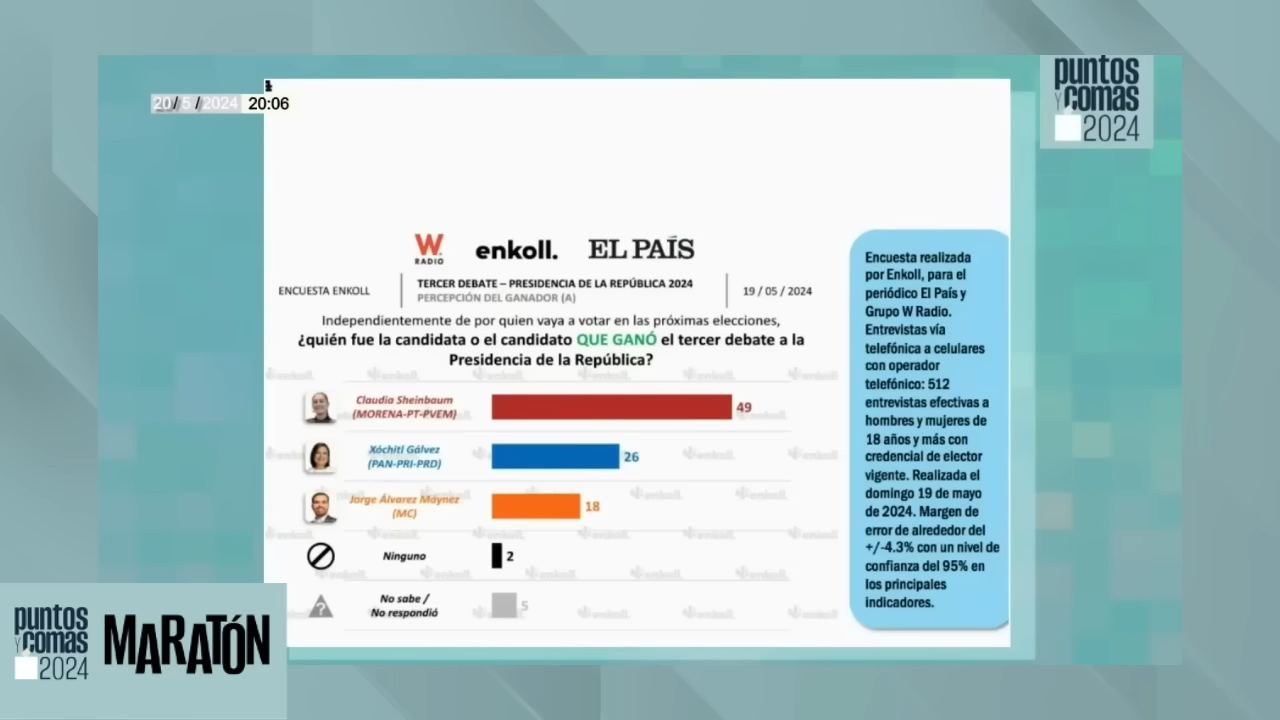 puntos
y comas
2024
20/ 5 /2024 20:06
W
RADIO
enkoll.
EL PAÍS
ENCUESTA ENKOLL
TERCER DEBATE – PRESIDENCIA DE LA REPÚBLICA 2024
PERCEPCIÓN DEL GANADOR (A)
19 / 05 / 2024
Independientemente de por quien vaya a votar en las próximas elecciones,
¿quién fue la candidata o el candidato QUE GANÓ el tercer debate a la
Presidencia de la República?
Claudia Sheinbaum
(MORENA-PT-PVEM)
49
Xóchitl Gálvez
(PAN-PRI-PRD)
26
Jorge Álvarez Máynez
(MC)
18
Ninguno
2
No sabe /
No respondió
5
Encuesta realizada
por Enkoll, para el
periódico El País y
Grupo W Radio.
Entrevistas vía
telefónica a celulares
con operador
telefónico: 512
entrevistas efectivas a
hombres y mujeres de
18 años y más con
credencial de elector
vigente. Realizada el
domingo 19 de mayo
de 2024. Margen de
error de alrededor del
+/-4.3% con un nivel de
confianza del 95% en
los principales
indicadores.
puntos
y comas
2024
MARATÓN